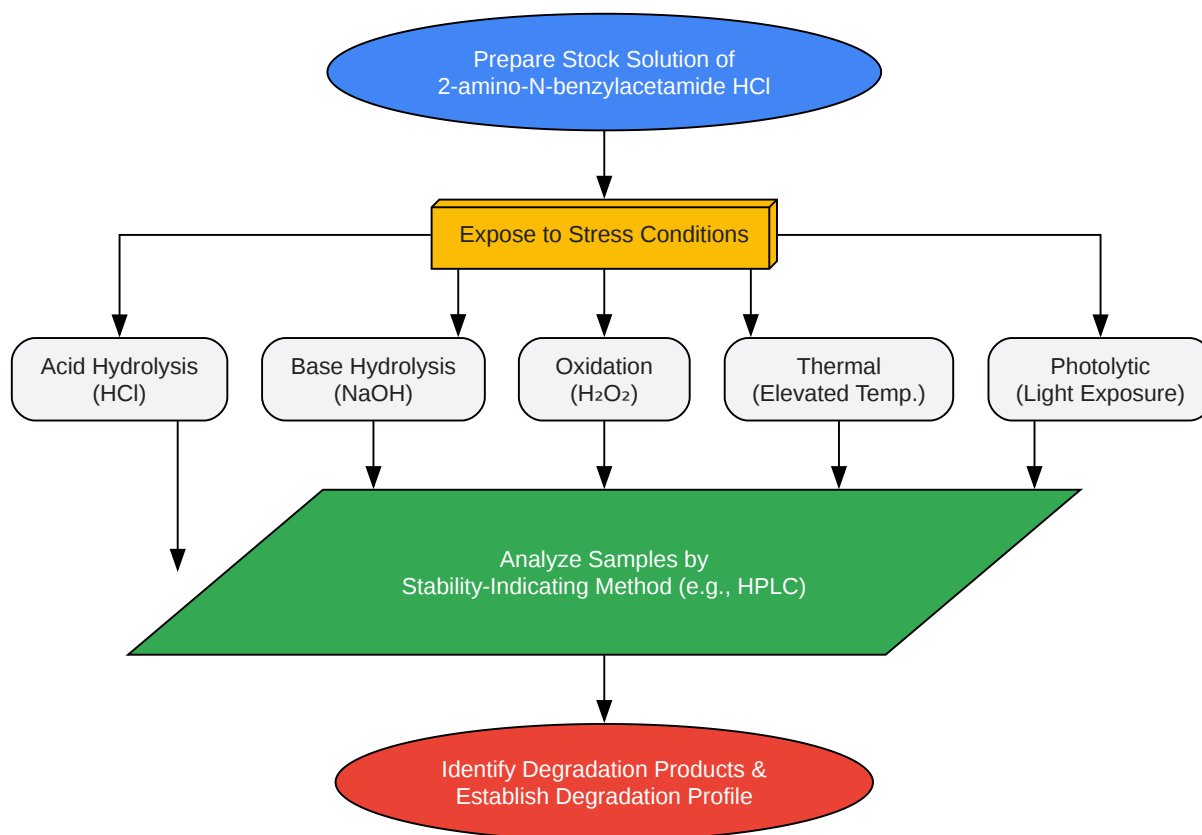 Prepare Stock Solution of
2-amino-N-benzylacetamide HCl
Expose to Stress Conditions
Acid Hydrolysis
(HCl)
Base Hydrolysis
(NaOH)
Oxidation
(H₂O₂)
Thermal
(Elevated Temp.)
Photolytic
(Light Exposure)
Analyze Samples by
Stability-Indicating Method (e.g., HPLC)
Identify Degradation Products &
Establish Degradation Profile